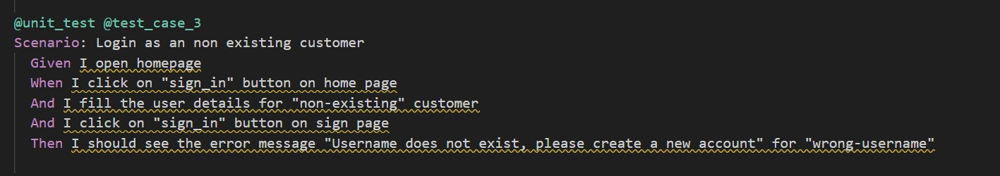 @unit_test @test_case_3
Scenario: Login as an non existing customer
Given I open homepage
When I click on "sign_in" button on home page
And I fill the user details for "non-existing" customer
And I click on "sign_in" button on sign page
Then I should see the error message "Username does not exist, please create a new account" for "wrong-username"